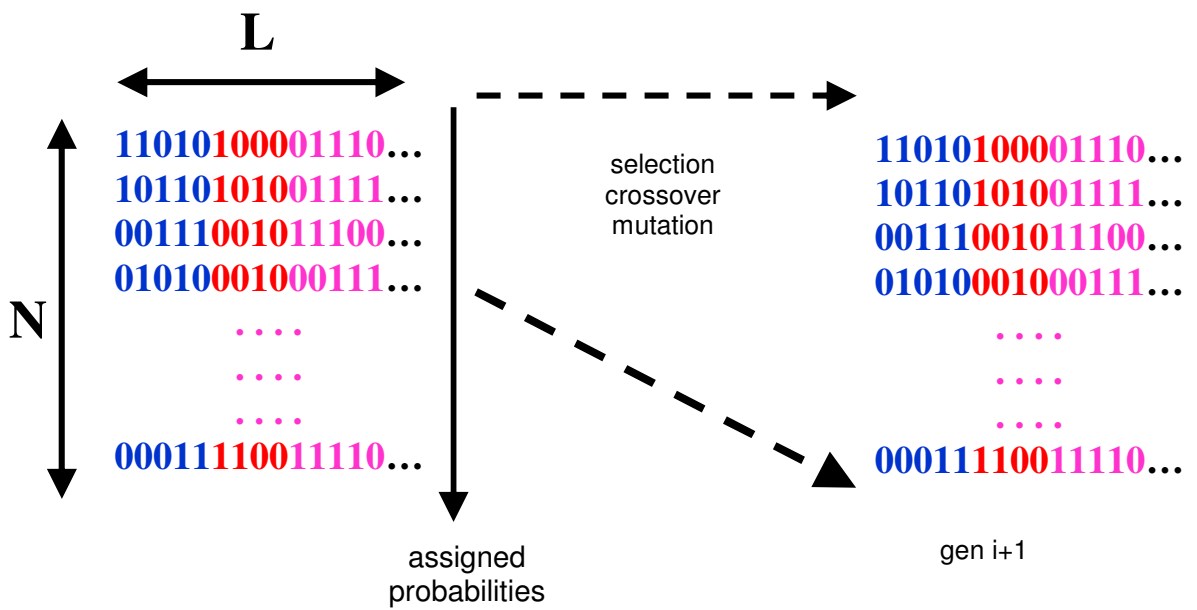 L
11010100001110...
10110101001111...
00111001011100...
01010001000111...
N
. . . .
. . . .
. . . .
00011110011110...
assigned
probabilities
selection
crossover
mutation
11010100001110...
10110101001111...
00111001011100...
01010001000111...
. . . .
. . . .
. . . .
00011110011110...
gen i+1